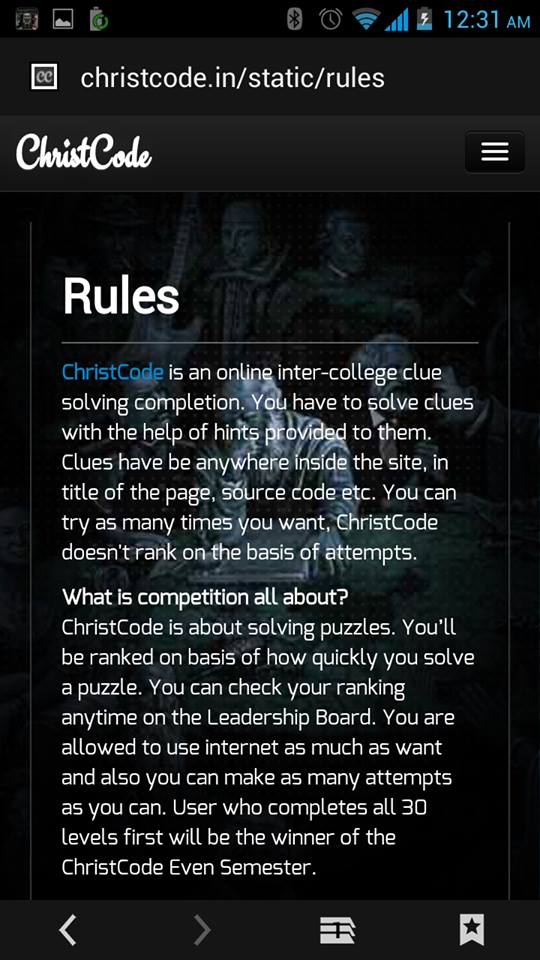 12:31 AM
cc christcode.in/static/rules
ChristCode
Rules
ChristCode is an online inter-college clue
solving completion. You have to solve clues
with the help of hints provided to them.
Clues have be anywhere inside the site, in
title of the page, source code etc. You can
try as many times you want, ChristCode
doesn't rank on the basis of attempts.
What is competition all about?
ChristCode is about solving puzzles. You'll
be ranked on basis of how quickly you solve
a puzzle. You can check your ranking
anytime on the Leadership Board. You are
allowed to use internet as much as want
and also you can make as many attempts
as you can. User who completes all 30
levels first will be the winner of the
ChristCode Even Semester.